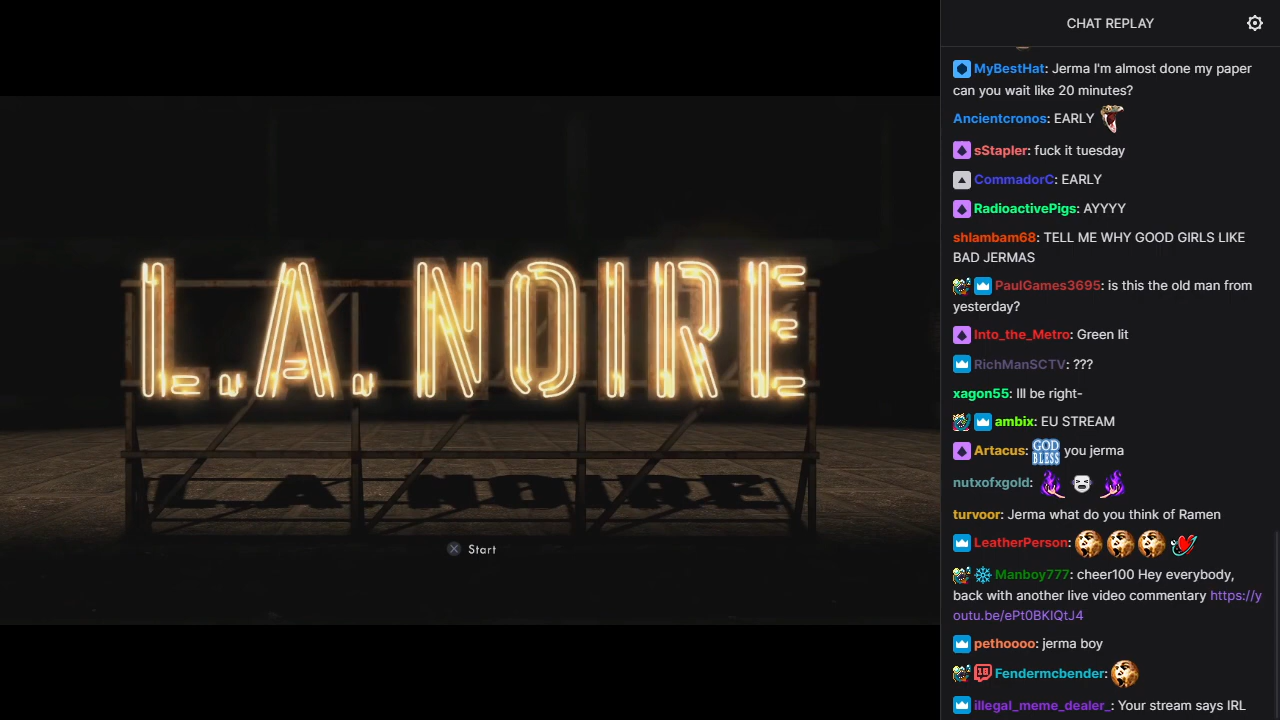 CHAT REPLAY
L.A. NOIRE
Start
MyBestHat: Jerma I'm almost done my paper
can you wait like 20 minutes?
Ancientcronos: EARLY
sStapler: fuck it tuesday
CommadorC: EARLY
RadioactivePigs: AYYYY
shlambam68: TELL ME WHY GOOD GIRLS LIKE
BAD JERMAS
PaulGames3695: is this the old man from
yesterday?
Into_the_Metro: Green lit
RichManSCTV: ???
xagon55: Ill be right-
ambix: EU STREAM
Artacus: GOD BLESS you jerma
nutxofxgold:
turvoor: Jerma what do you think of Ramen
LeatherPerson:
Manboy777: cheer100 Hey everybody,
back with another live video commentary https://y
outu.be/ePt0BKIQtJ4
pethoooo: jerma boy
Fendermcbender:
illegal_meme_dealer_: Your stream says IRL